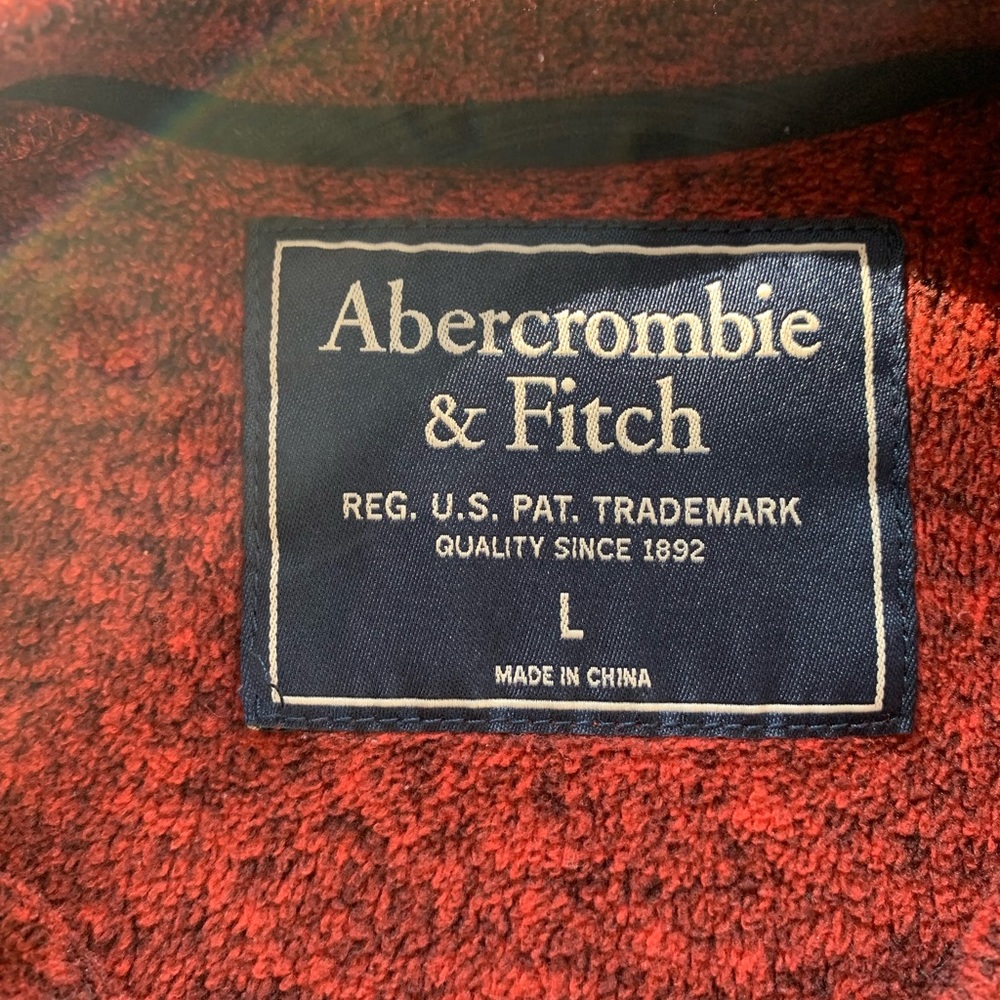 Abercrombie
& Fitch
REG. U.S. PAT. TRADEMARK
QUALITY SINCE 1892
L
MADE IN CHINA